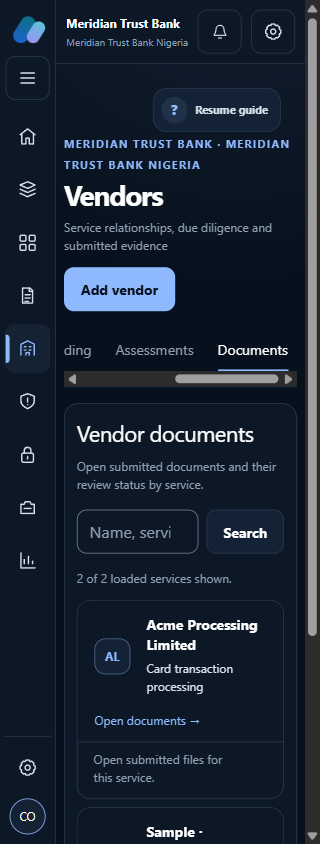 Meridian Trust Bank
Meridian Trust Bank Nigeria
? Resume guide
MERIDIAN TRUST BANK · MERIDIAN
TRUST BANK NIGERIA
Vendors
Service relationships, due diligence and
submitted evidence
Add vendor
ding Assessments Documents
Vendor documents
Open submitted documents and their
review status by service.
Name, servi Search
2 of 2 loaded services shown.
Acme Processing
Limited
AL
Card transaction
processing
Open documents →
Open submitted files for
this service.
Sample ·
CO